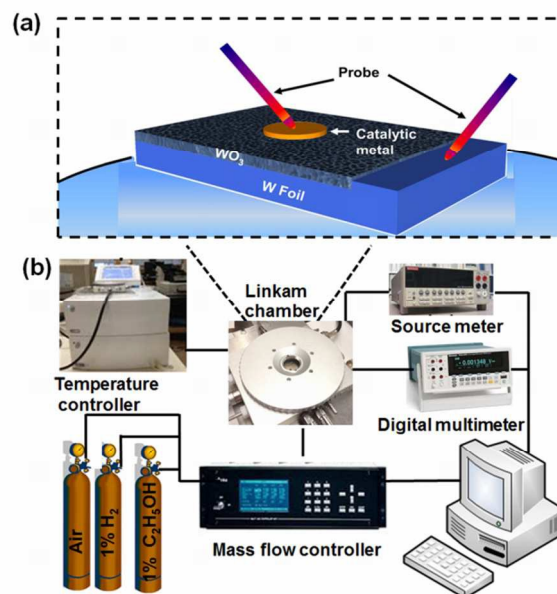 (a)
Probe
Catalytic
metal
WO3
W Foil
(b)
Linkam
chamber
Source meter
Temperature
controller
Digital multimeter
Air
1% H2
1% C2H5OH
Mass flow controller